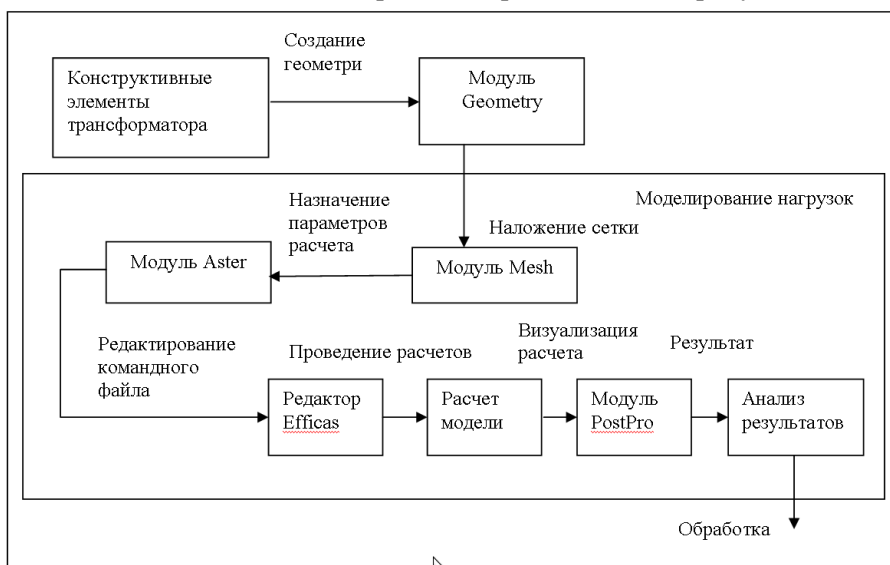 Создание
геометри
Конструктивные
элементы
трансформатора
Модуль
Geometry
Моделирование нагрузок
Назначение
параметров
расчета
Наложение сетки
Модуль Aster
Модуль Mesh
Редактирование
командного
файла
Проведение расчетов
Визуализация
расчета
Результат
Редактор
Efficas
Расчет
модели
Модуль
PostPro
Анализ
результатов
Обработка